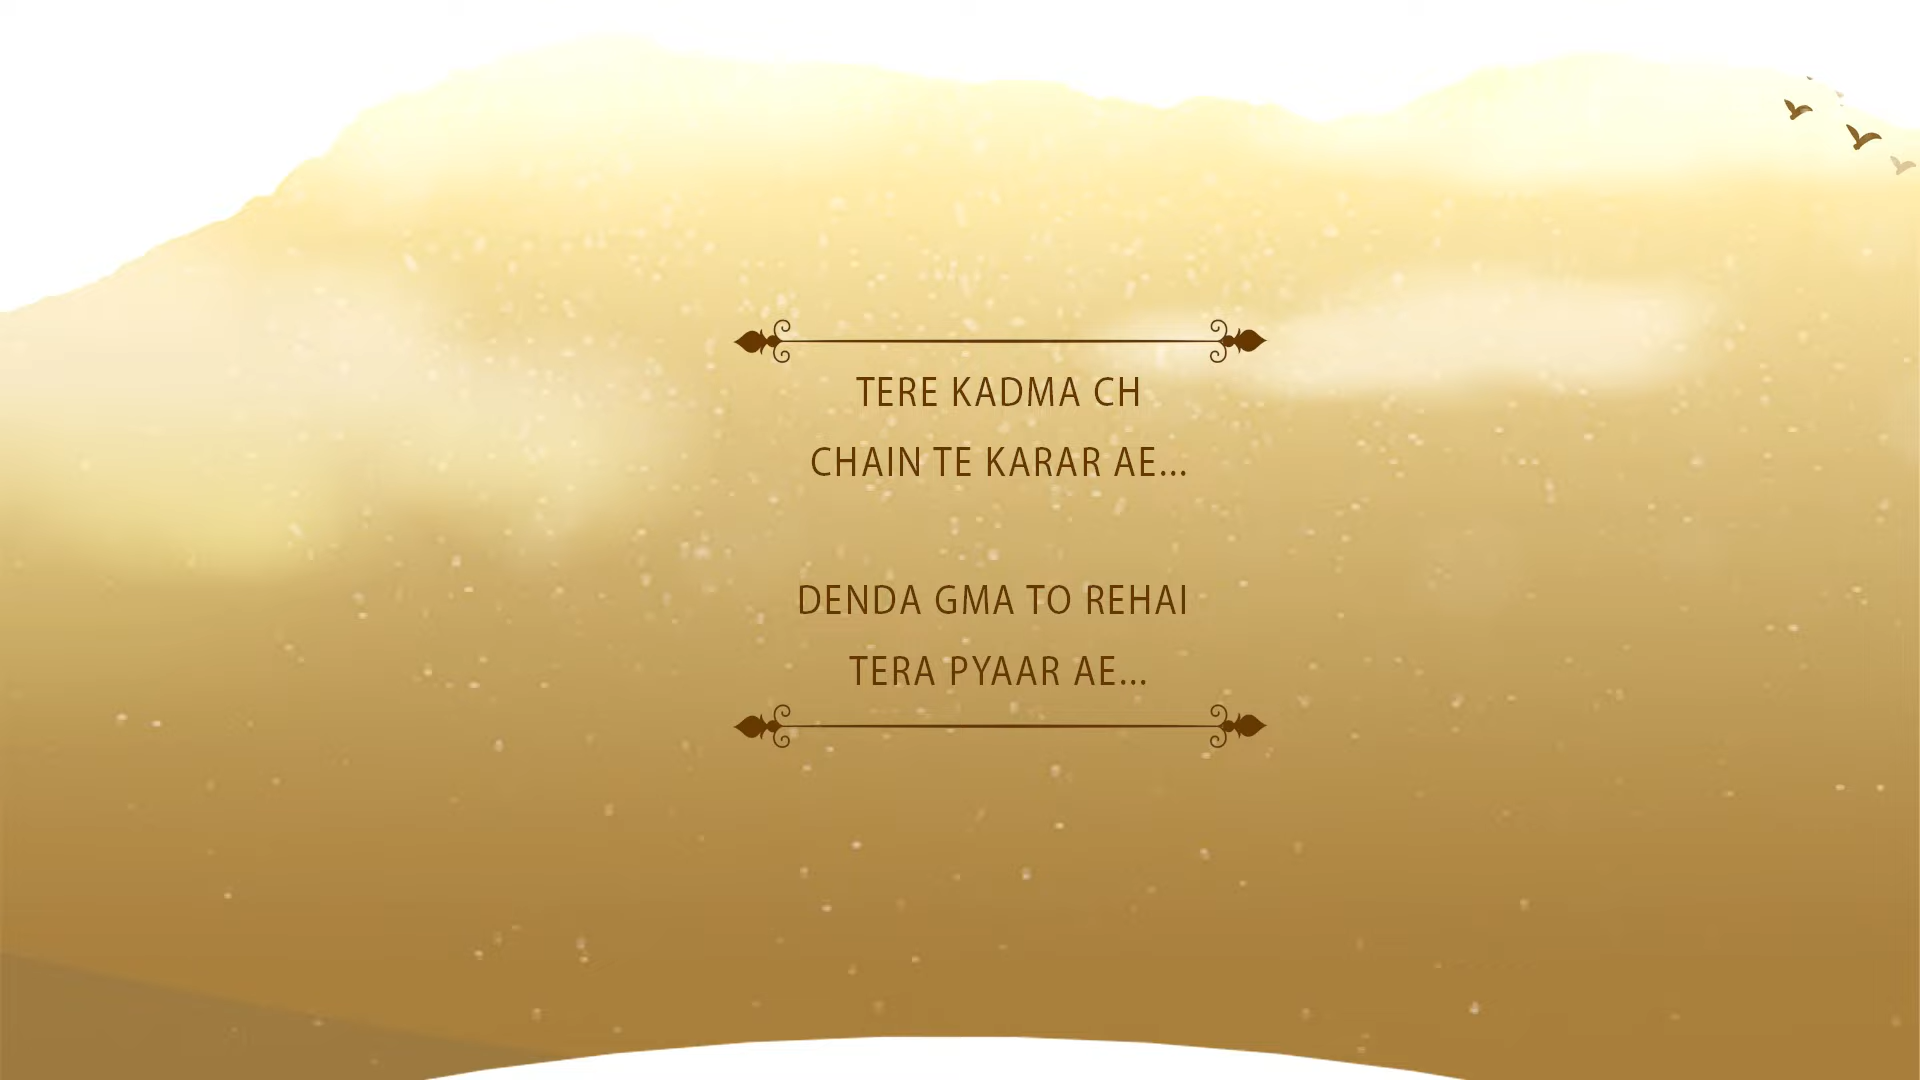 TERE KADMA CH
CHAIN TE KARAR AE...
DENDA GMA TO REHAI
TERA PYAAR AE...